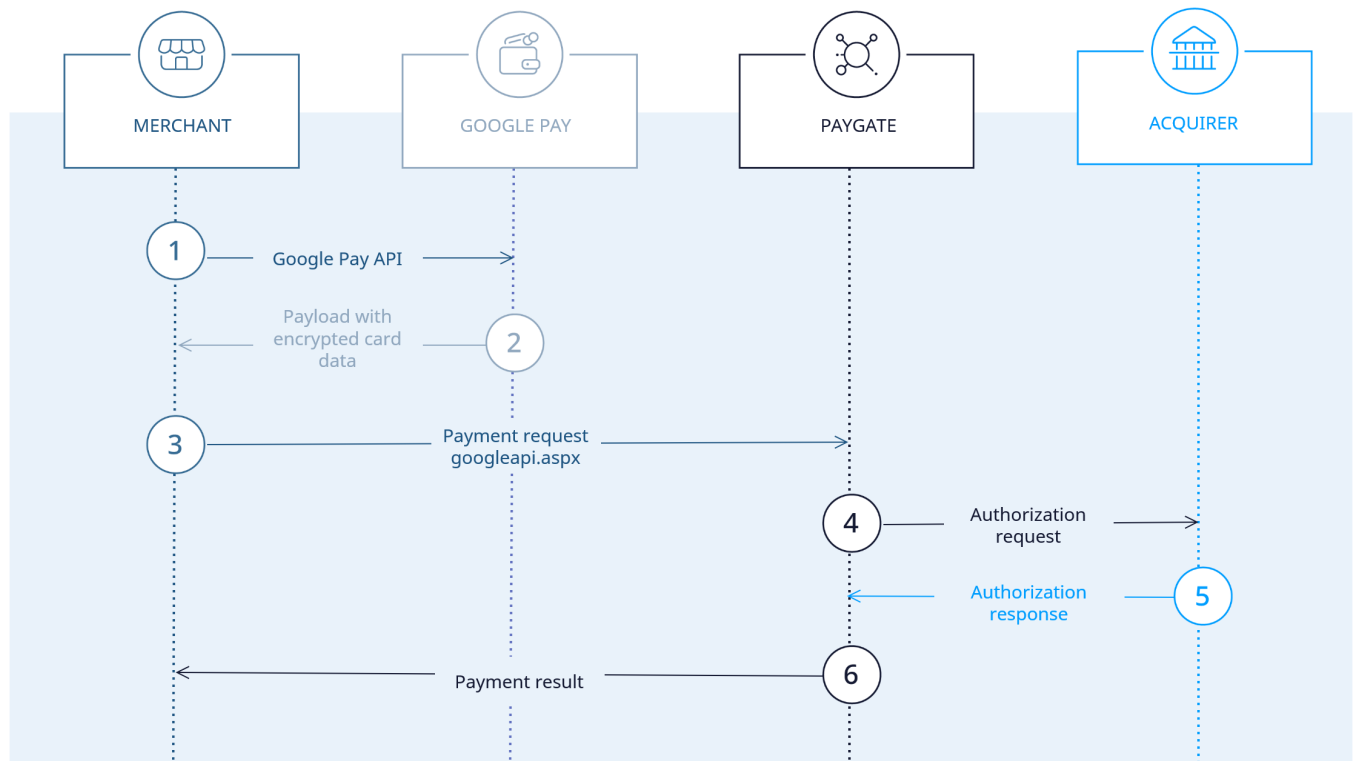 MERCHANT
GOOGLE PAY
PAYGATE
ACQUIRER
1
Google Pay API
Payload with
encrypted card
data
2
3
Payment request
googleapi.aspx
4
Authorization
request
Authorization
response
5
6
Payment result